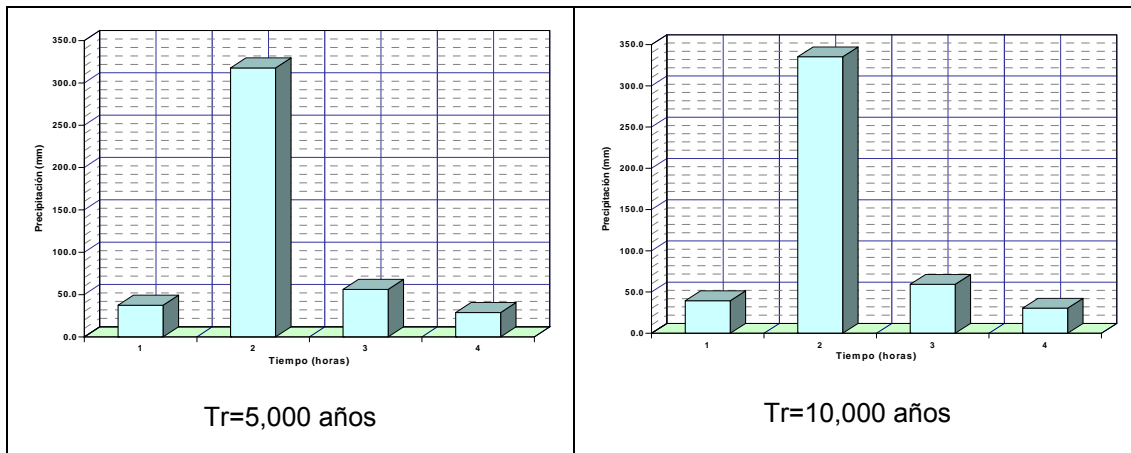 350.0
300.0
250.0
200.0
150.0
100.0
50.0
0.0
Precipitación (mm)
1 2 3 4
Tiempo (horas)
Tr=5,000 años
350.0
300.0
250.0
200.0
150.0
100.0
50.0
0.0
Precipitación (mm)
1 2 3 4
Tiempo (horas)
Tr=10,000 años